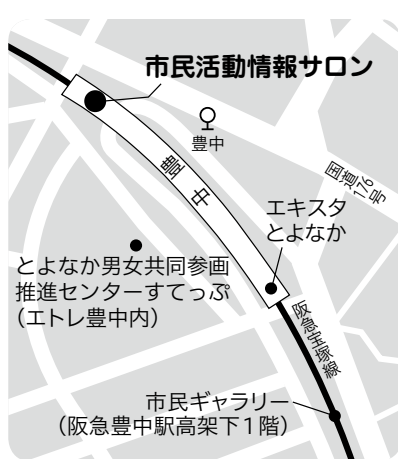 市民活動情報サロン
豊中
国道176号
豊中
エキスタ
とよなか
とよなか男女共同参画
推進センターすてっぷ
（エトレ豊中内）
阪急宝塚線
市民ギャラリー
（阪急豊中駅高架下1階）